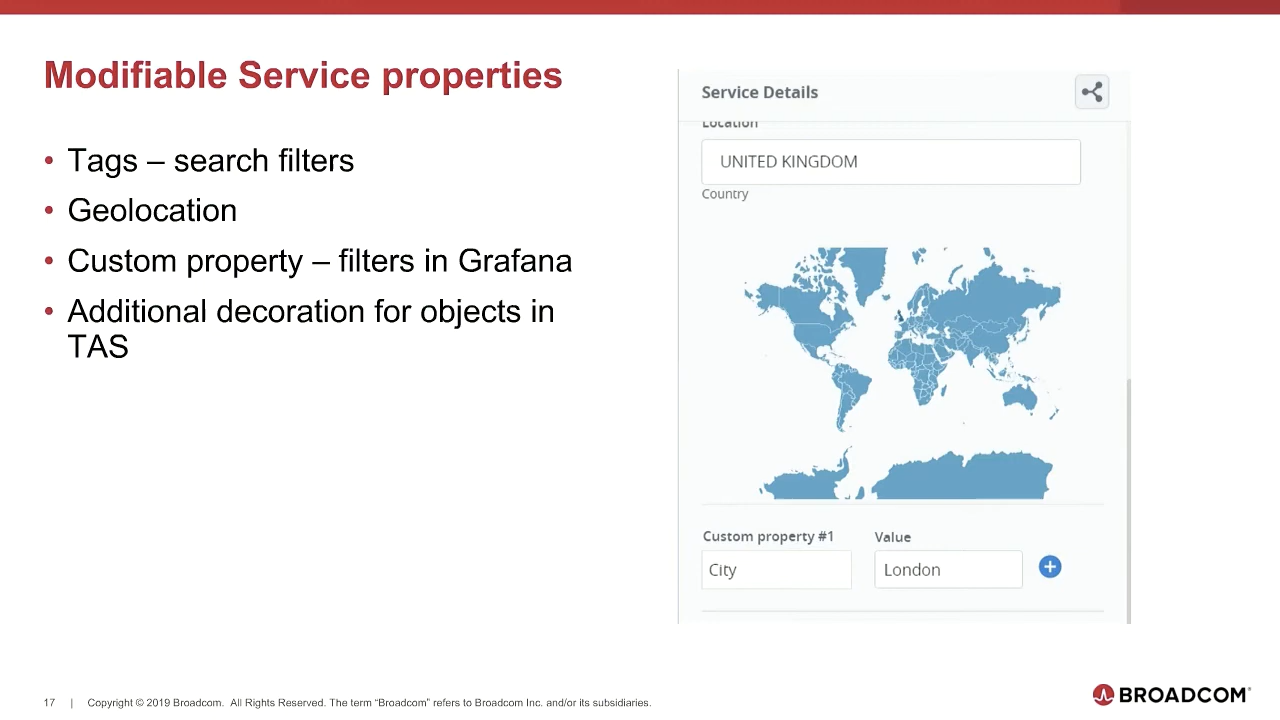 Modifiable Service properties
• Tags – search filters
• Geolocation
• Custom property – filters in Grafana
• Additional decoration for objects in
TAS
Service Details
Location
UNITED KINGDOM
Country
Custom property #1
Value
City
London
17 | Copyright © 2019 Broadcom. All Rights Reserved. The term “Broadcom” refers to Broadcom Inc. and/or its subsidiaries.
BROADCOM®